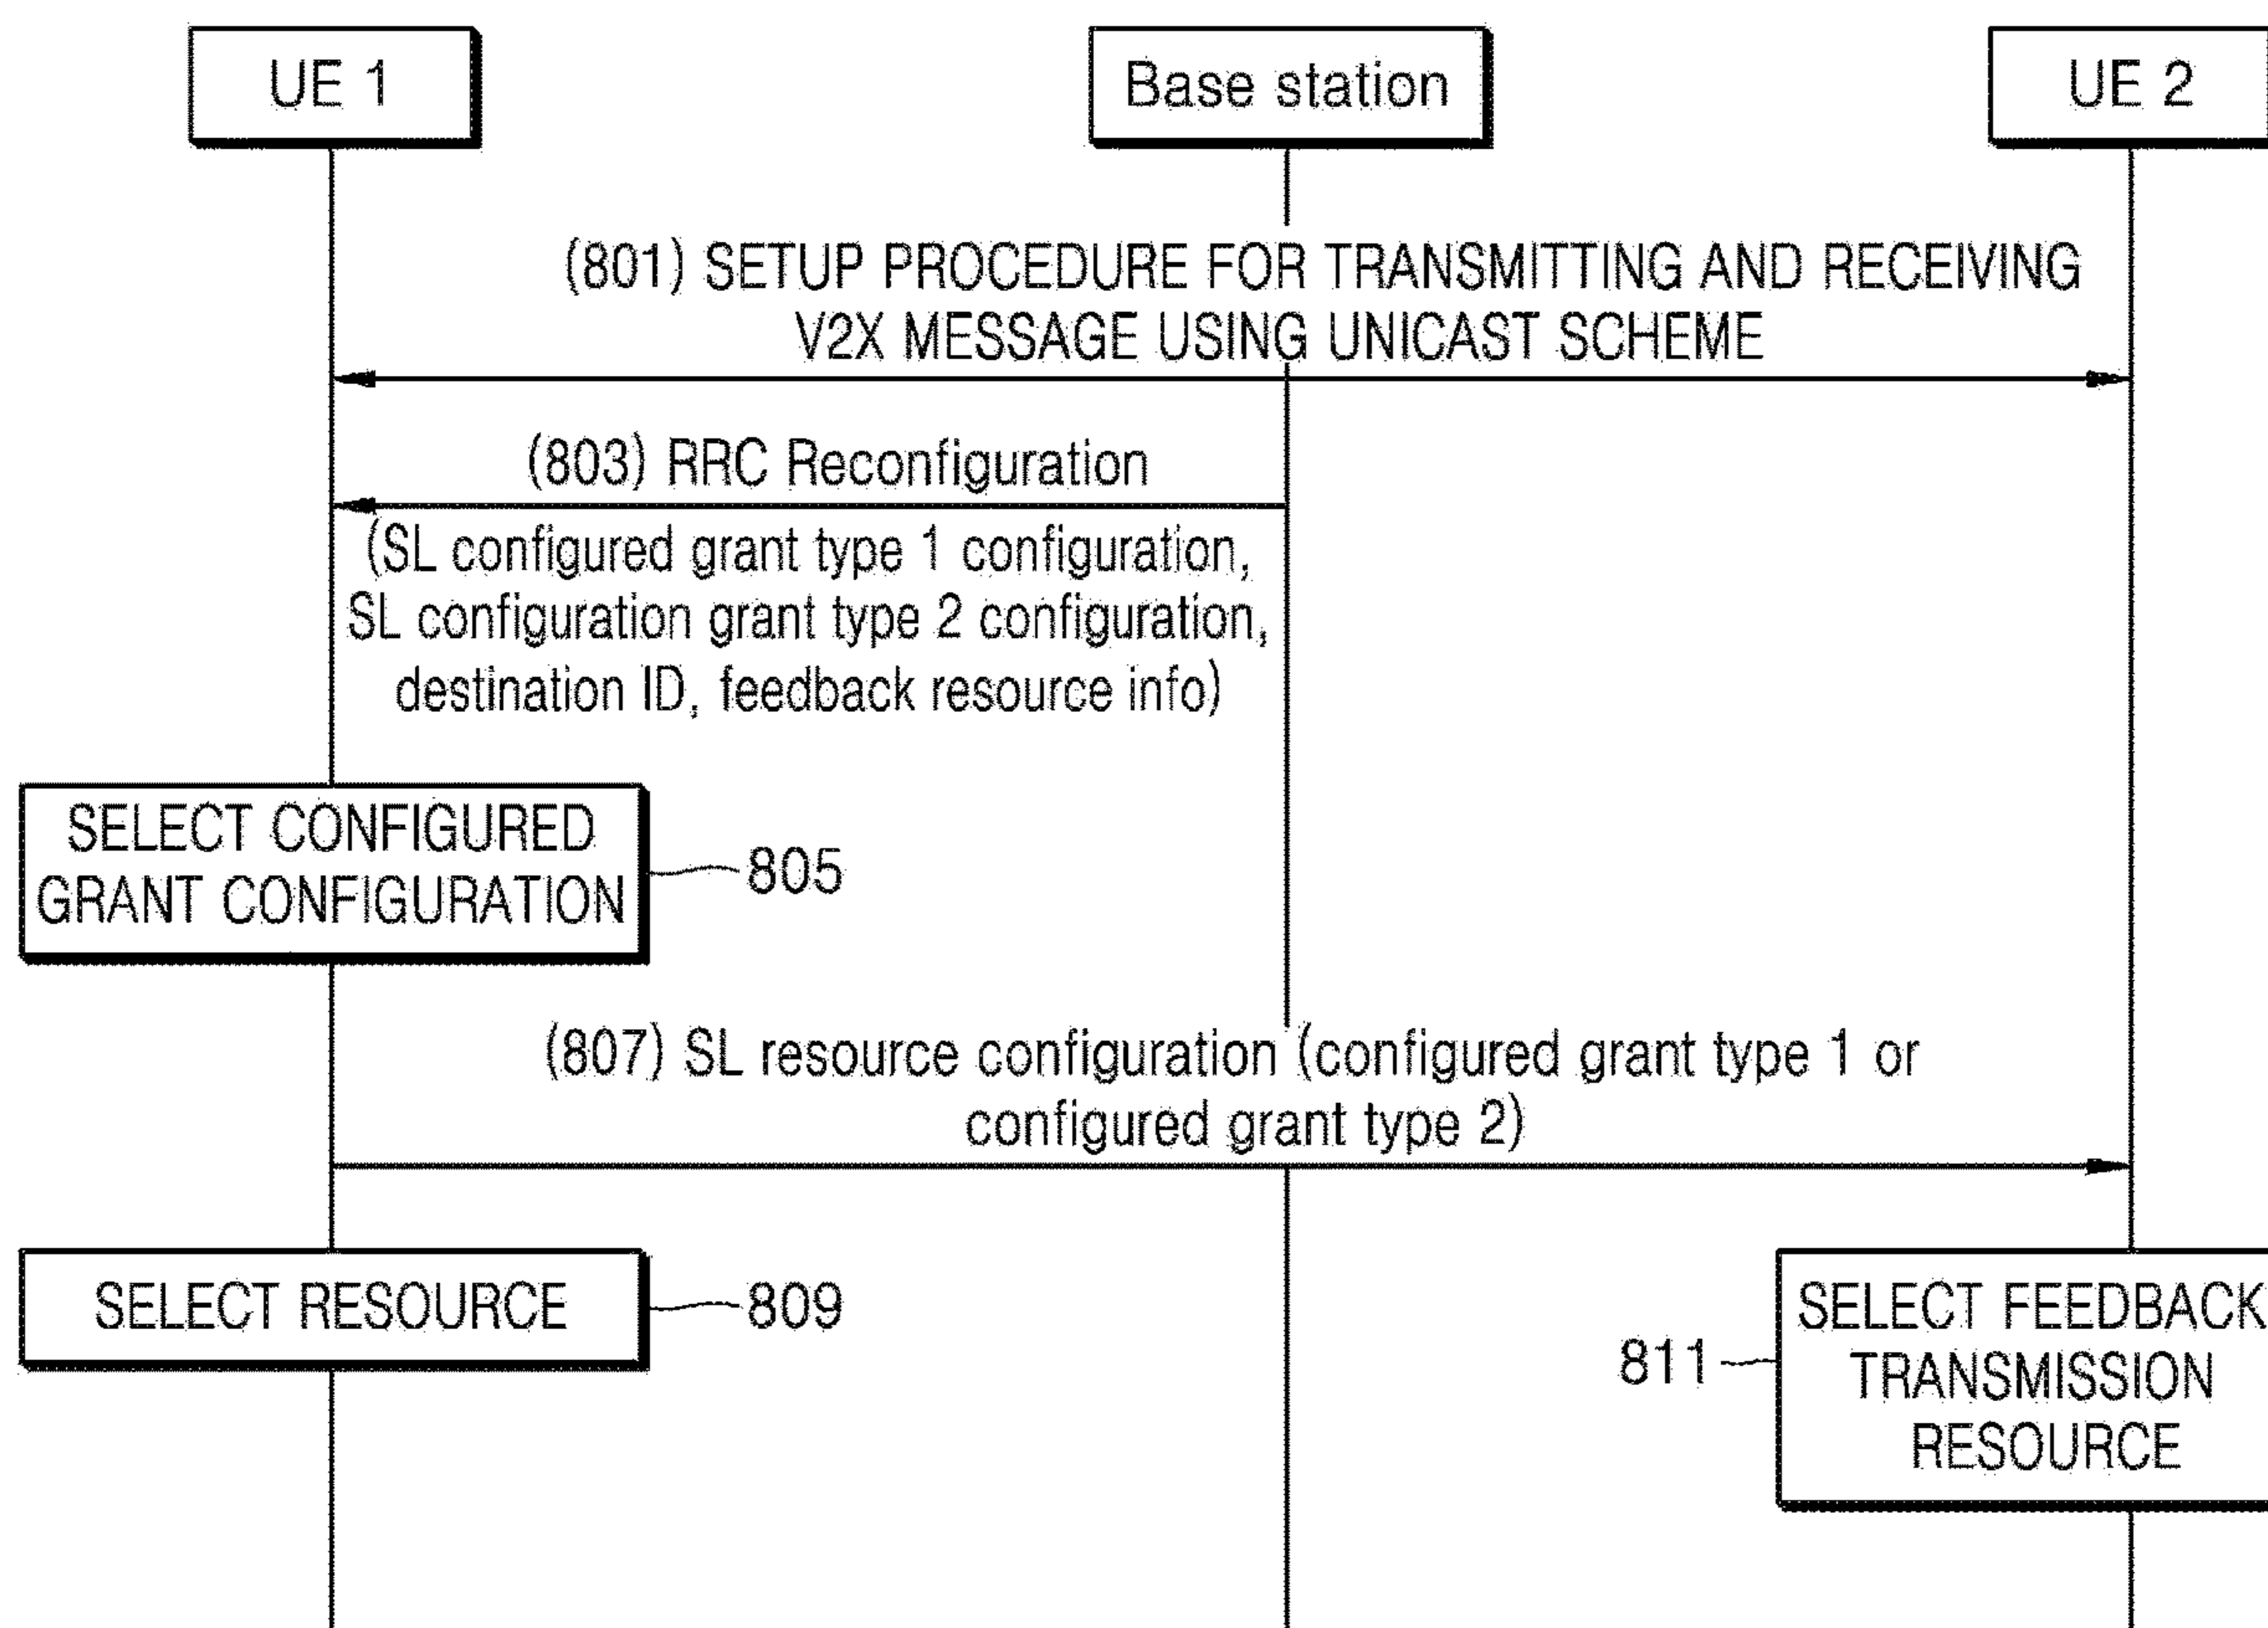 UE 1
Base station
UE 2
(801) SETUP PROCEDURE FOR TRANSMITTING AND RECEIVING
V2X MESSAGE USING UNICAST SCHEME
(803) RRC Reconfiguration
(SL configured grant type 1 configuration,
SL configuration grant type 2 configuration,
destination ID, feedback resource info)
SELECT CONFIGURED
GRANT CONFIGURATION
805
(807) SL resource configuration (configured grant type 1 or
configured grant type 2)
SELECT RESOURCE
809
811
SELECT FEEDBACK
TRANSMISSION
RESOURCE